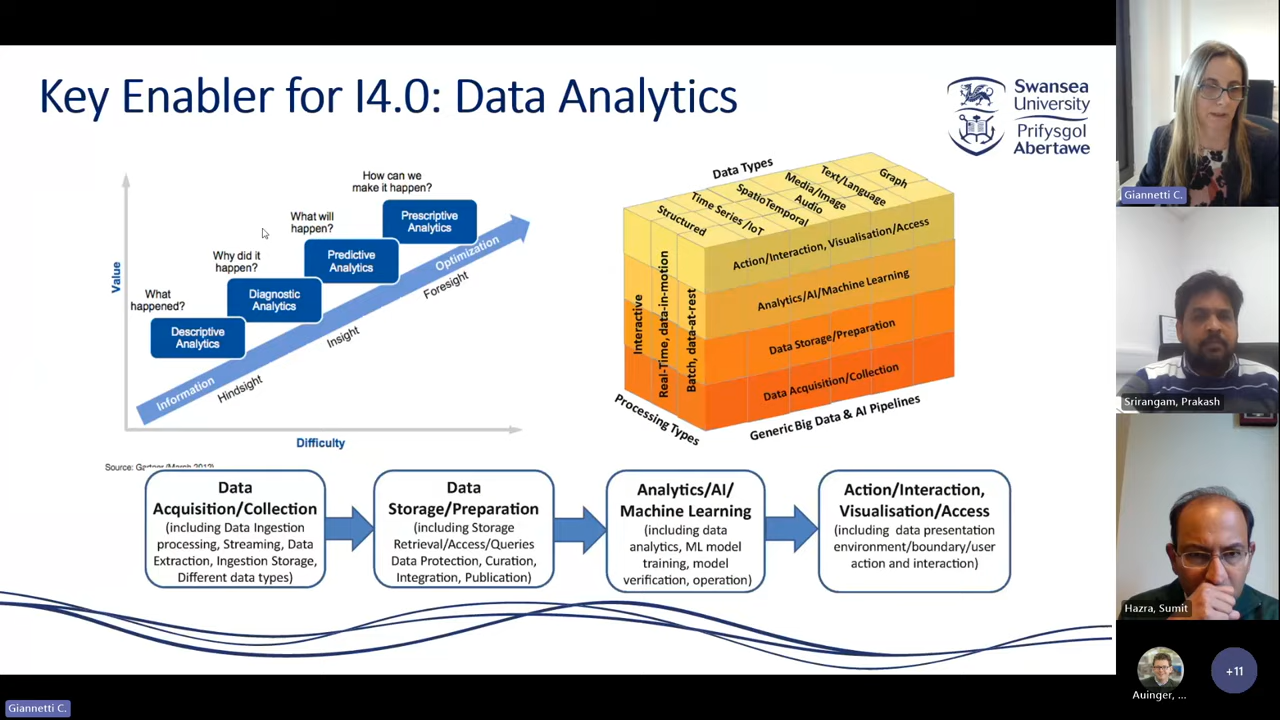 Key Enabler for I4.0: Data Analytics
Swansea
University
Prifysgol
Abertawe
Value
Difficulty
What
happened?
Descriptive
Analytics
Why did it
happen?
Diagnostic
Analytics
What will
happen?
Predictive
Analytics
How can we
make it happen?
Prescriptive
Analytics
Information
Optimization
Hindsight
Insight
Foresight
Source: Gartner (March 2012)
Data Types
Structured
Time Series /IoT
SpatioTemporal
Audio
Media/Image
Text/Language
Graph
Action/Interaction, Visualisation/Access
Analytics/AI/Machine Learning
Data Storage/Preparation
Data Acquisition/Collection
Interactive
Real-Time, data-in-motion
Batch, data-at-rest
Processing Types
Generic Big Data & AI Pipelines
Data
Acquisition/Collection
(including Data Ingestion
processing, Streaming, Data
Extraction, Ingestion Storage,
Different data types)
Data
Storage/Preparation
(including Storage
Retrieval/Access/Queries
Data Protection, Curation,
Integration, Publication)
Analytics/AI/
Machine Learning
(including data
analytics, ML model
training, model
verification, operation)
Action/Interaction,
Visualisation/Access
(including data presentation
environment/boundary/user
action and interaction)
Giannetti C.
Srirangam, Prakash
Hazra, Sumit
Auinger, ...
+11
Giannetti C.